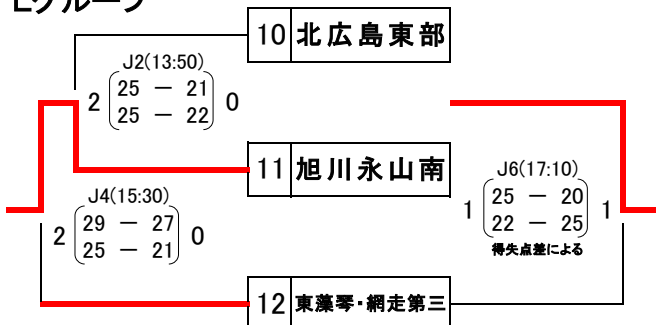 Eグループ
10 北広島東部
J2(13:50)
2 25 － 21 0
25 － 22
11 旭川永山南
J6(17:10)
1 25 － 20 1
22 － 25
得失点差による
J4(15:30)
2 29 － 27 0
25 － 21
12 東藻琴・網走第三